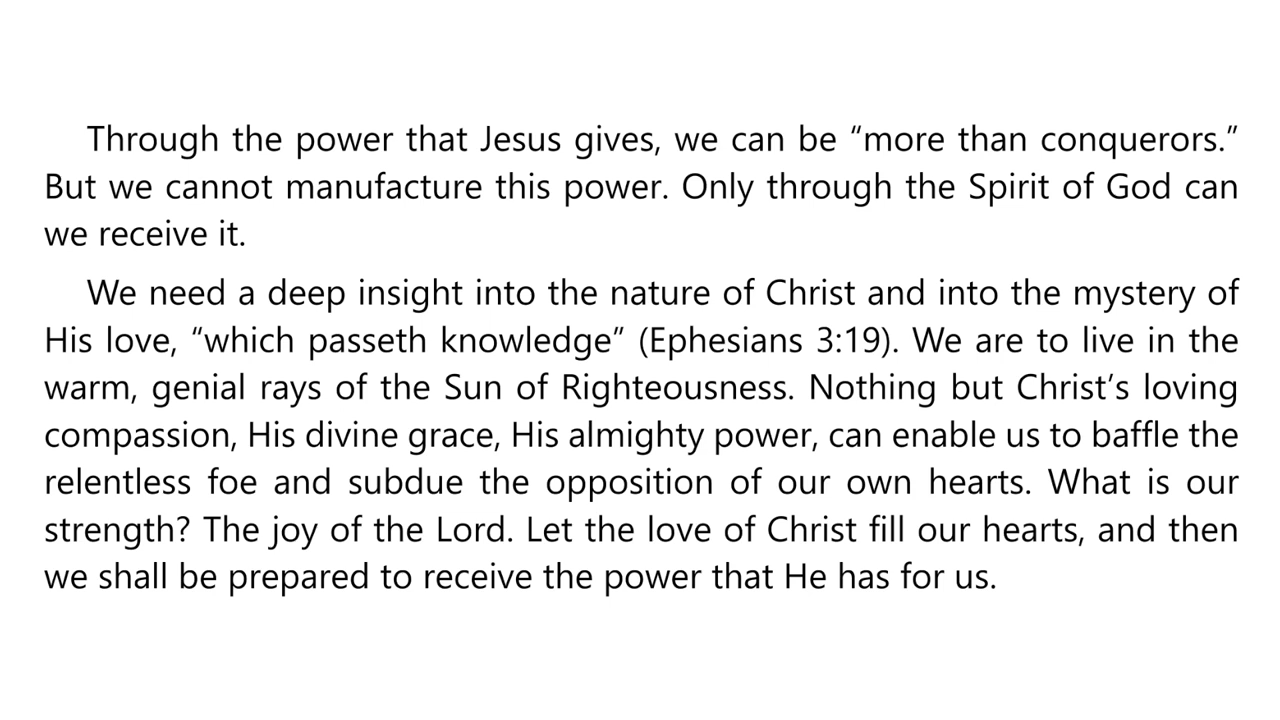 Through the power that Jesus gives, we can be “more than conquerors.”
But we cannot manufacture this power. Only through the Spirit of God can
we receive it.
We need a deep insight into the nature of Christ and into the mystery of
His love, “which passeth knowledge” (Ephesians 3:19). We are to live in the
warm, genial rays of the Sun of Righteousness. Nothing but Christ’s loving
compassion, His divine grace, His almighty power, can enable us to baffle the
relentless foe and subdue the opposition of our own hearts. What is our
strength? The joy of the Lord. Let the love of Christ fill our hearts, and then
we shall be prepared to receive the power that He has for us.